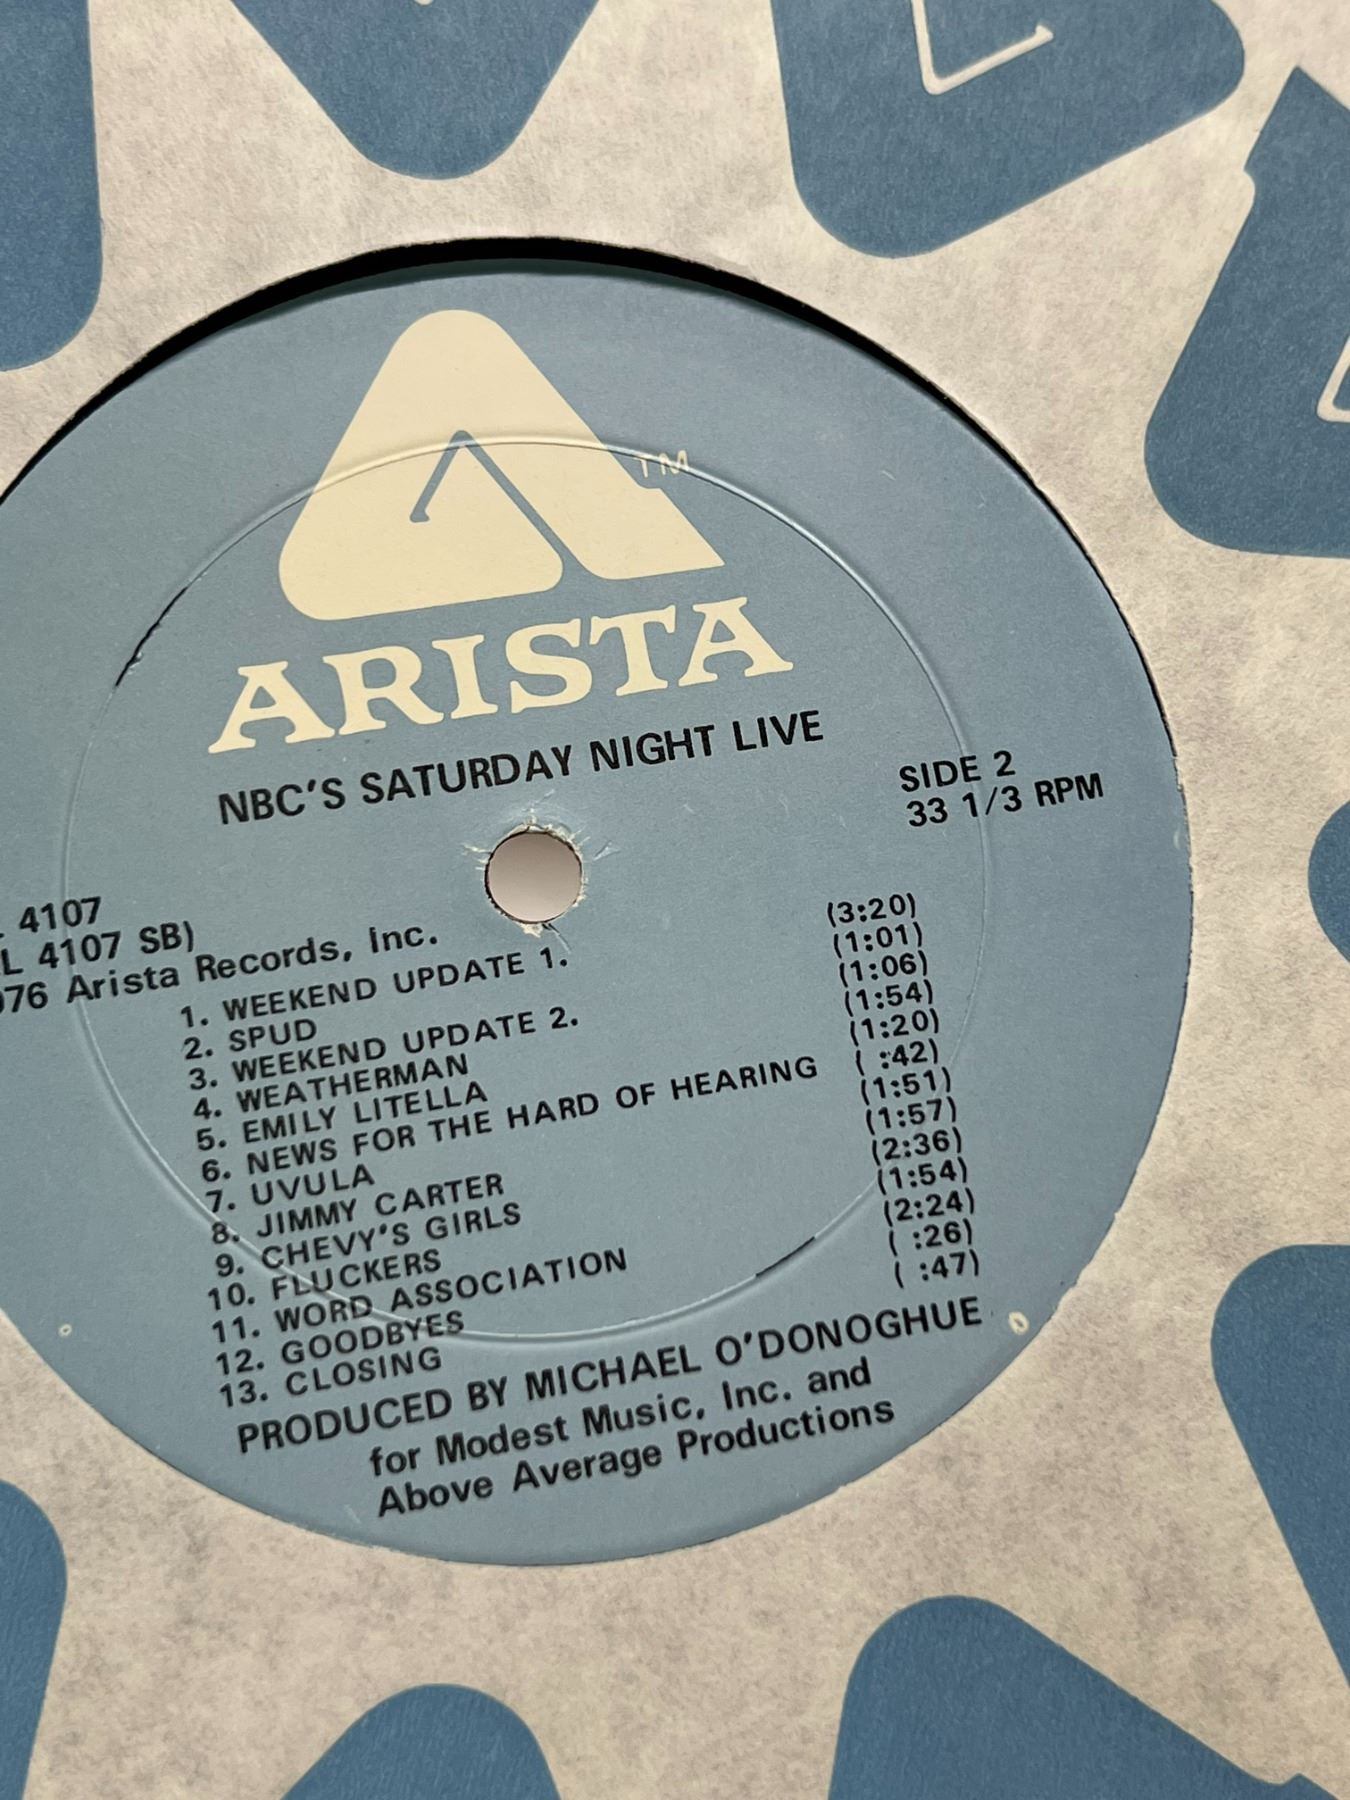 TM
ARISTA
NBC'S SATURDAY NIGHT LIVE
SIDE 2
33 1/3 RPM
L 4107
L 4107 SB)
976 Arista Records, Inc.
1. WEEKEND UPDATE 1. (3:20)
2. SPUD (1:01)
3. WEEKEND UPDATE 2. (1:06)
4. WEATHERMAN (1:54)
5. EMILY LITELLA (1:20)
6. NEWS FOR THE HARD OF HEARING ( :42)
7. UVULA (1:51)
8. JIMMY CARTER (1:57)
9. CHEVY'S GIRLS (2:36)
10. FLUCKERS (1:54)
11. WORD ASSOCIATION (2:24)
12. GOODBYES ( :26)
13. CLOSING ( :47)
PRODUCED BY MICHAEL O'DONOGHUE
for Modest Music, Inc. and
Above Average Productions